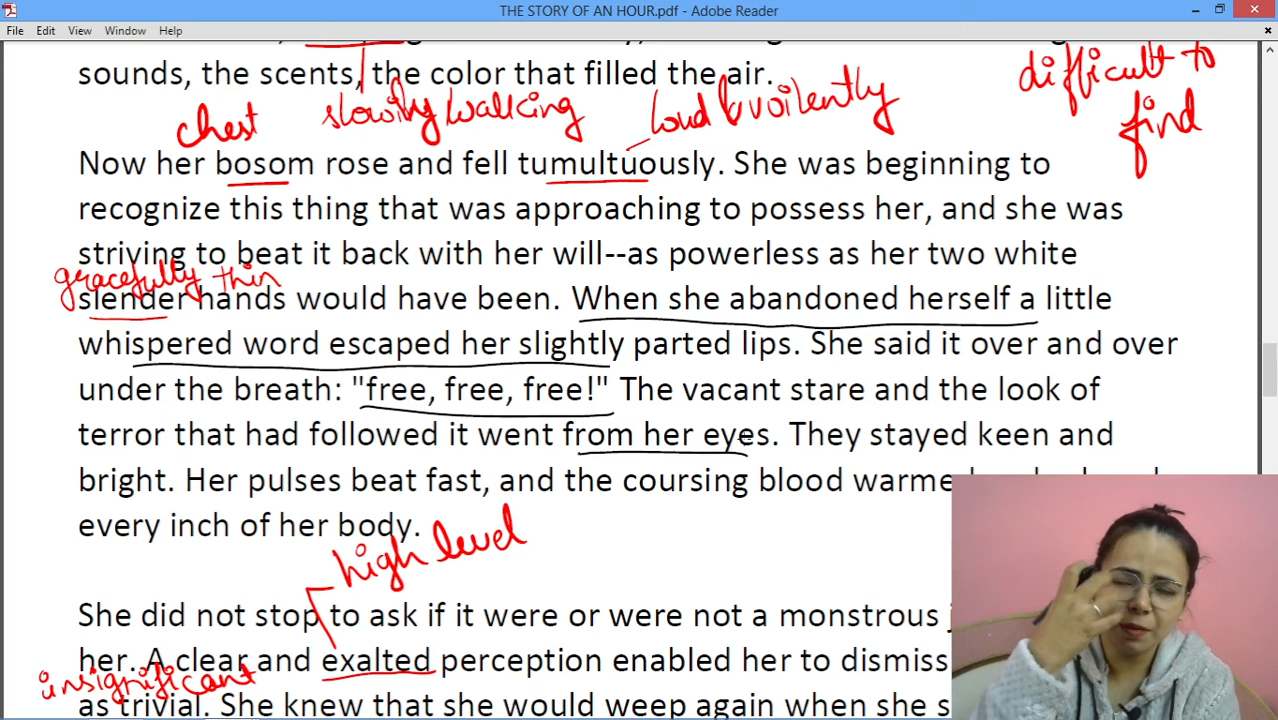 THE STORY OF AN HOUR.pdf - Adobe Reader
File Edit View Window Help
sounds, the scents, the color that filled the air.
difficult to
find
chest
slowly walking
loud & voilently
Now her bosom rose and fell tumultuously. She was beginning to
recognize this thing that was approaching to possess her, and she was
striving to beat it back with her will--as powerless as her two white
gracefully thin
slender hands would have been. When she abandoned herself a little
whispered word escaped her slightly parted lips. She said it over and over
under the breath: "free, free, free!" The vacant stare and the look of
terror that had followed it went from her eyes. They stayed keen and
bright. Her pulses beat fast, and the coursing blood warme
every inch of her body.
high level
She did not stop to ask if it were or were not a monstrous
her. A clear and exalted perception enabled her to dismiss
insignificant
as trivial. She knew that she would weep again when she s